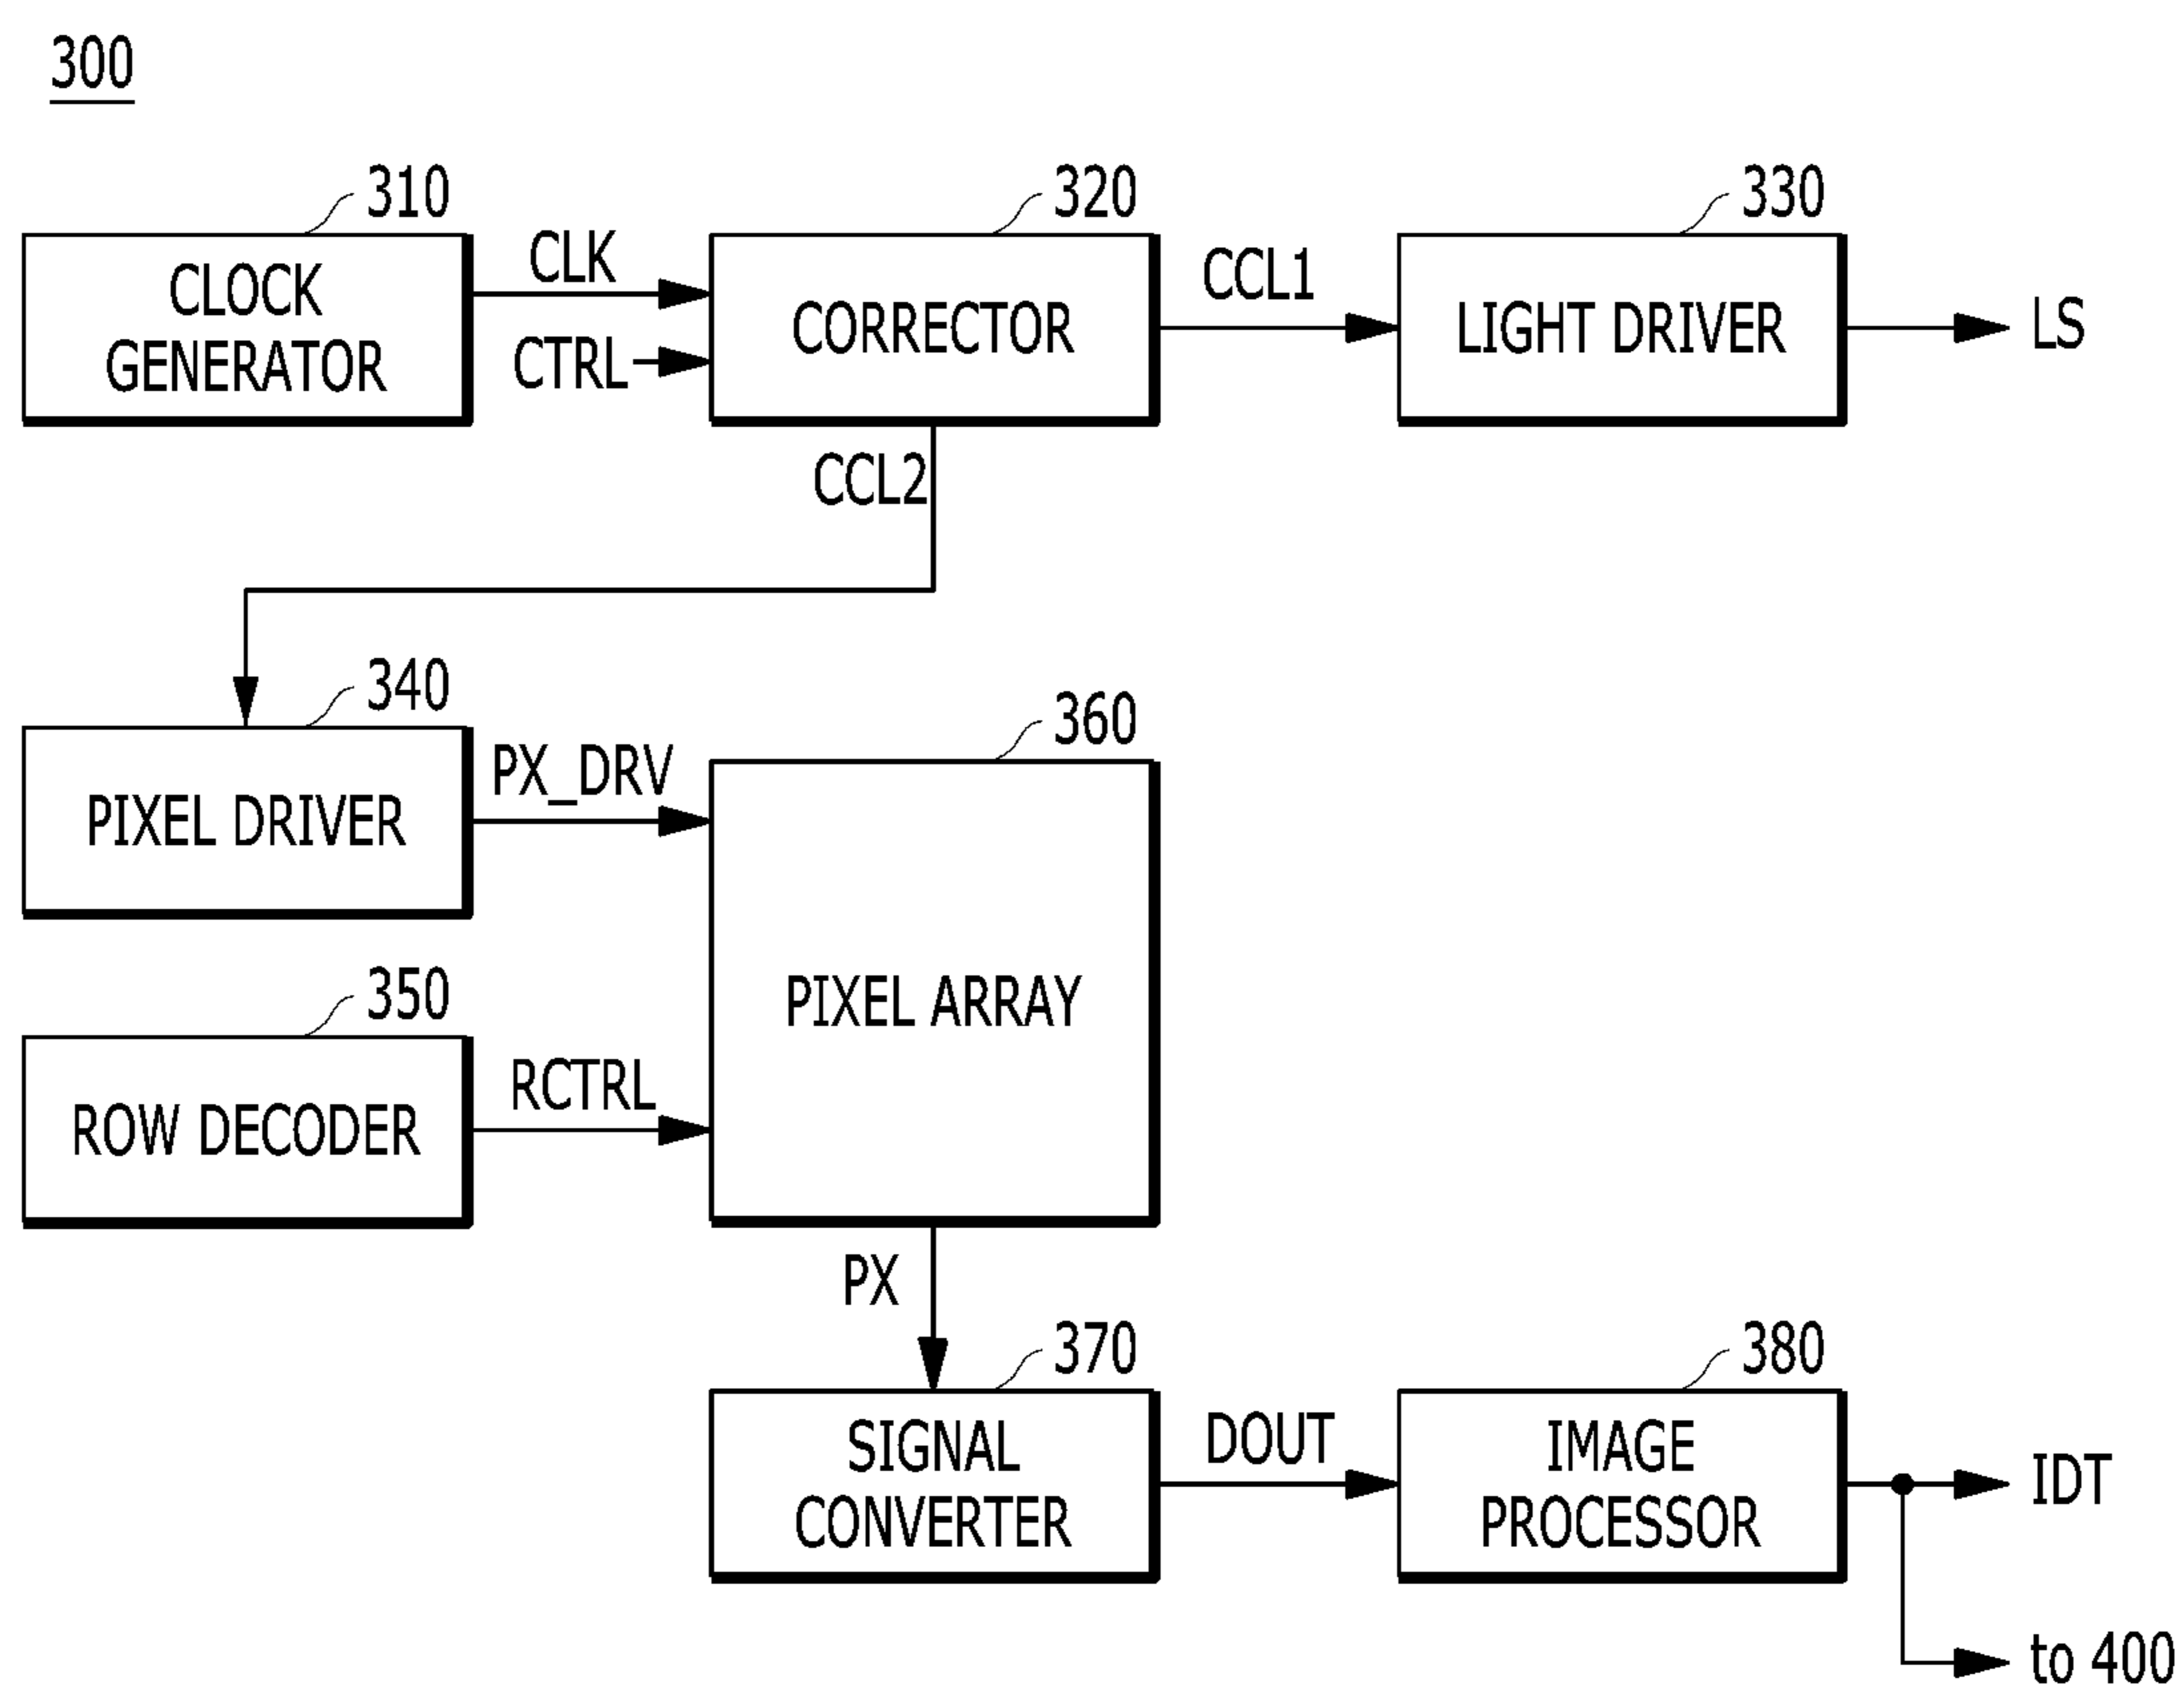 300
310
320
330
CLOCK
GENERATOR
CLK
CTRL
CORRECTOR
CCL1
LIGHT DRIVER
LS
CCL2
340
360
PIXEL DRIVER
PX_DRV
PIXEL ARRAY
350
ROW DECODER
RCTRL
PX
370
380
SIGNAL
CONVERTER
DOUT
IMAGE
PROCESSOR
IDT
to 400